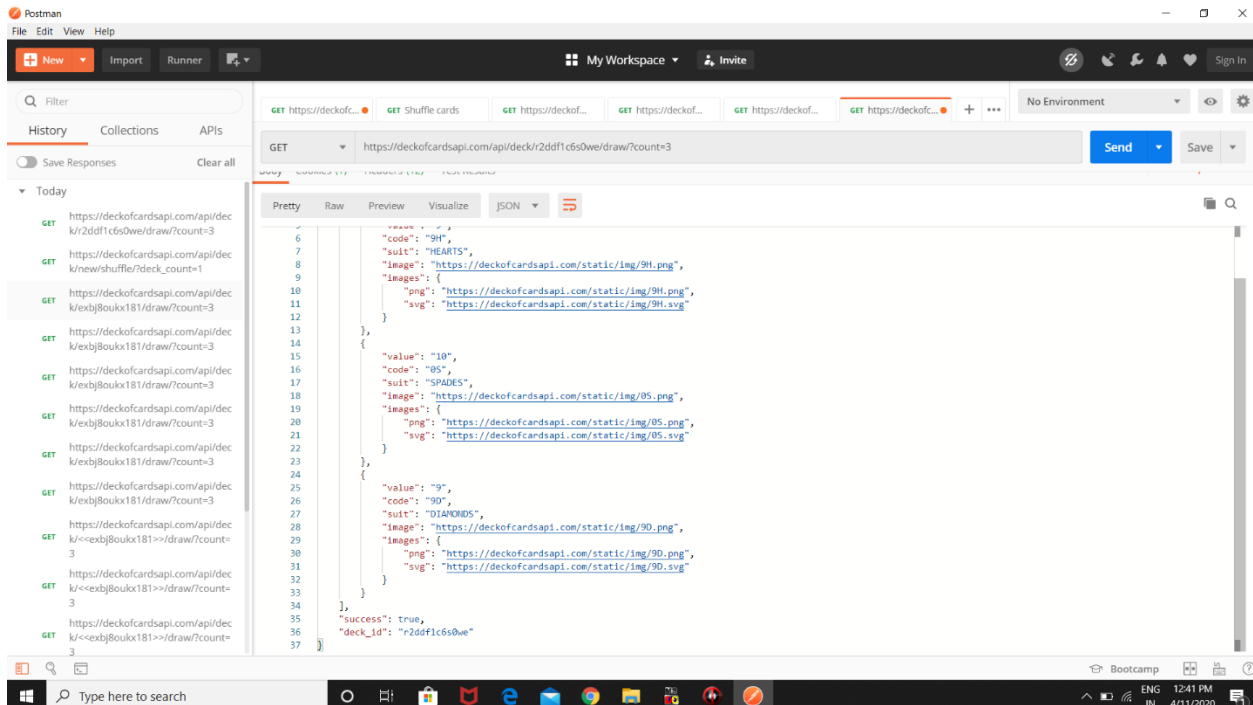 Postman
File Edit View Help
New Import Runner My Workspace Invite Sign In
Filter
History Collections APIs
Save Responses Clear all
Today
GET https://deckofcardsapi.com/api/dec
k/r2ddf1c6s0we/draw/?count=3
GET https://deckofcardsapi.com/api/dec
k/new/shuffle/?deck_count=1
GET https://deckofcardsapi.com/api/dec
k/exbj8oukx181/draw/?count=3
GET https://deckofcardsapi.com/api/dec
k/exbj8oukx181/draw/?count=3
GET https://deckofcardsapi.com/api/dec
k/exbj8oukx181/draw/?count=3
GET https://deckofcardsapi.com/api/dec
k/exbj8oukx181/draw/?count=3
GET https://deckofcardsapi.com/api/dec
k/exbj8oukx181/draw/?count=3
GET https://deckofcardsapi.com/api/dec
k/exbj8oukx181/draw/?count=3
GET https://deckofcardsapi.com/api/dec
k/<<exbj8oukx181>>/draw/?count=
3
GET https://deckofcardsapi.com/api/dec
k/<<exbj8oukx181>>/draw/?count=
3
GET https://deckofcardsapi.com/api/dec
k/<<exbj8oukx181>>/draw/?count=
3
GET https://deckofc... GET Shuffle cards GET https://deckof... GET https://deckof... GET https://deckof... GET https://deckofc... + ••• No Environment
GET https://deckofcardsapi.com/api/deck/r2ddf1c6s0we/draw/?count=3 Send Save
Pretty Raw Preview Visualize JSON
6 "code": "9H",
7 "suit": "HEARTS",
8 "image": "https://deckofcardsapi.com/static/img/9H.png",
9 "images": {
10 "png": "https://deckofcardsapi.com/static/img/9H.png",
11 "svg": "https://deckofcardsapi.com/static/img/9H.svg"
12 }
13 },
14 {
15 "value": "10",
16 "code": "0S",
17 "suit": "SPADES",
18 "image": "https://deckofcardsapi.com/static/img/0S.png",
19 "images": {
20 "png": "https://deckofcardsapi.com/static/img/0S.png",
21 "svg": "https://deckofcardsapi.com/static/img/0S.svg"
22 }
23 },
24 {
25 "value": "9",
26 "code": "9D",
27 "suit": "DIAMONDS",
28 "image": "https://deckofcardsapi.com/static/img/9D.png",
29 "images": {
30 "png": "https://deckofcardsapi.com/static/img/9D.png",
31 "svg": "https://deckofcardsapi.com/static/img/9D.svg"
32 }
33 }
34 ],
35 "success": true,
36 "deck_id": "r2ddf1c6s0we"
37 }
Bootcamp
Type here to search
ENG 12:41 PM
IN 4/11/2020